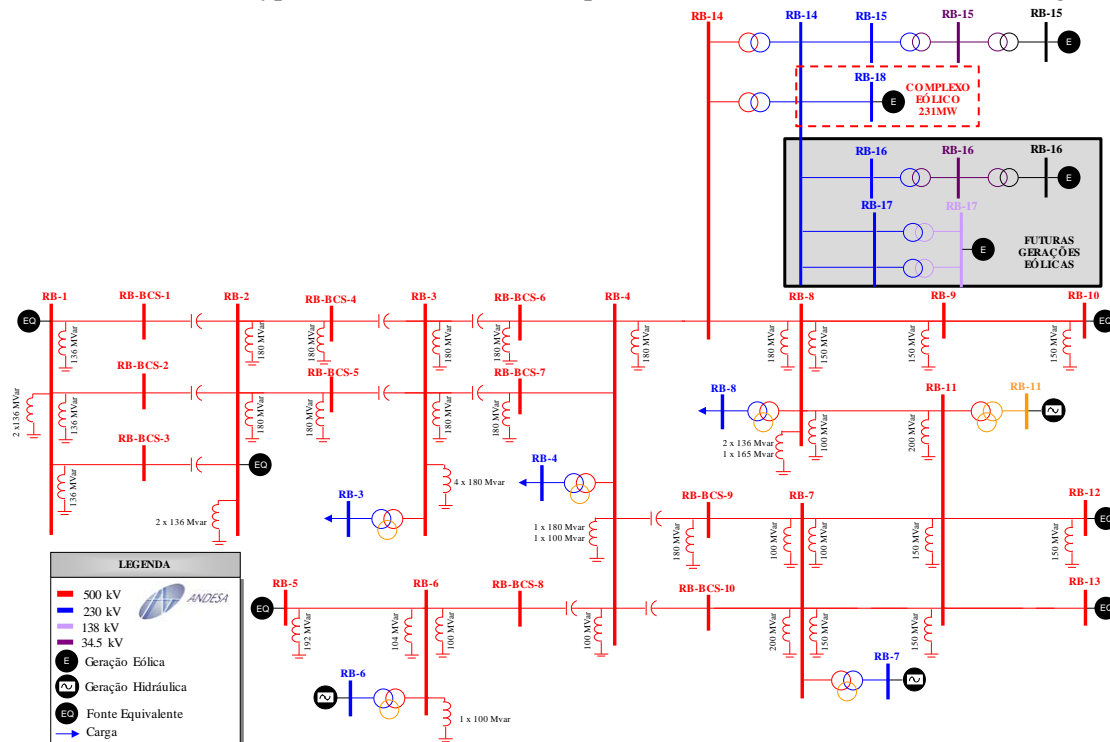 RB-14
RB-14
RB-15
RB-15
RB-15
E
RB-18
E
COMPLEXO
EÓLICO
231MW
RB-16
RB-16
RB-16
E
RB-17
RB-17
E
FUTURAS
GERAÇÕES
EÓLICAS
RB-1
RB-BCS-1
RB-2
RB-BCS-4
RB-3
RB-BCS-6
RB-4
RB-8
RB-9
RB-10
EQ
EQ
136 MVar
180 MVar
180 MVar
180 MVar
180 MVar
180 MVar
180 MVar
150 MVar
150 MVar
150 MVar
RB-BCS-2
RB-BCS-5
RB-BCS-7
RB-8
RB-11
RB-11
2 x136 MVar
136 MVar
180 MVar
180 MVar
180 MVar
180 MVar
2 x 136 Mvar
1 x 165 Mvar
100 MVar
200 MVar
RB-BCS-3
EQ
136 MVar
2 x 136 Mvar
RB-3
4 x 180 MVar
RB-4
1 x 180 MVar
1 x 100 MVar
RB-BCS-9
RB-7
RB-12
EQ
180 MVar
100 MVar
100 MVar
150 MVar
150 MVar
RB-5
RB-6
RB-BCS-8
RB-BCS-10
RB-13
EQ
EQ
192 MVar
104 MVar
100 MVar
100 MVar
200 MVar
150 MVar
150 MVar
RB-6
1 x 100 Mvar
RB-7
LEGENDA
ANDESA
500 kV
230 kV
138 kV
34.5 kV
E Geração Eólica
Geração Hidráulica
EQ Fonte Equivalente
Carga